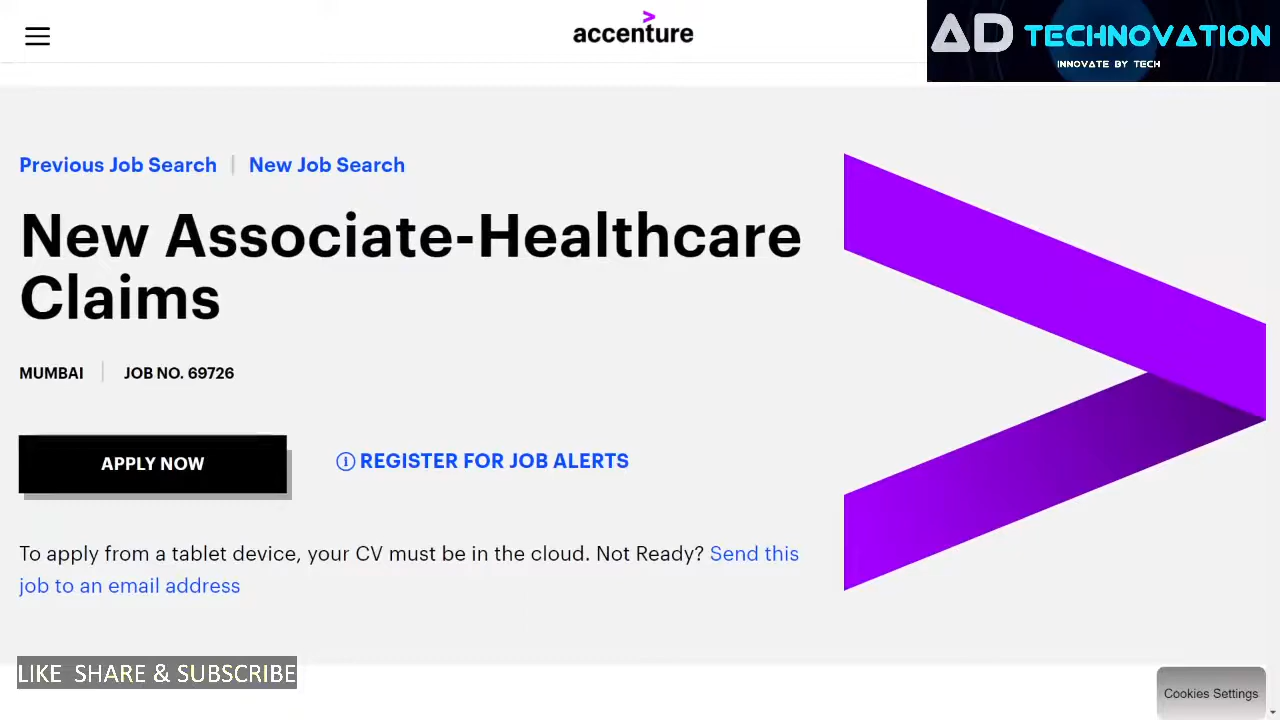 accenture
AD TECHNOVATION
INNOVATE BY TECH
Previous Job Search | New Job Search
New Associate-Healthcare
Claims
MUMBAI | JOB NO. 69726
APPLY NOW
REGISTER FOR JOB ALERTS
To apply from a tablet device, your CV must be in the cloud. Not Ready? Send this
job to an email address
LIKE SHARE & SUBSCRIBE
Cookies Settings